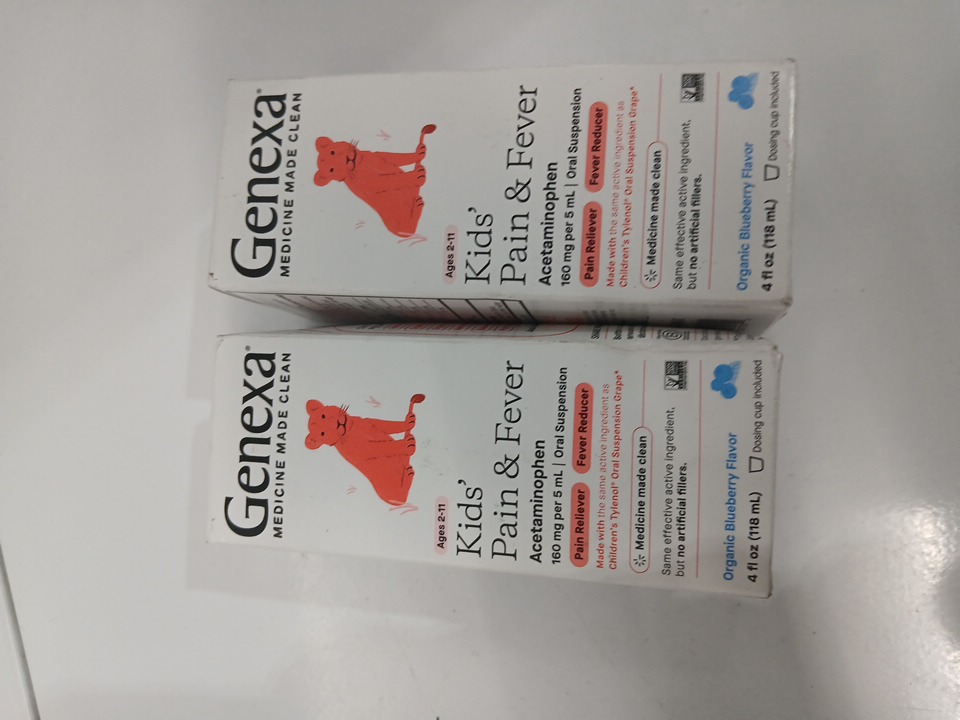 Genexa®
MEDICINE MADE CLEAN
Ages 2-11
Kids'
Pain & Fever
Acetaminophen
160 mg per 5 mL | Oral Suspension
Pain Reliever Fever Reducer
Made with the same active ingredient as
Children's Tylenol® Oral Suspension Grape*
Medicine made clean
Same effective active ingredient,
but no artificial fillers.
Organic Blueberry Flavor
4 fl oz (118 mL) Dosing cup included
Genexa®
MEDICINE MADE CLEAN
Ages 2-11
Kids'
Pain & Fever
Acetaminophen
160 mg per 5 mL | Oral Suspension
Pain Reliever Fever Reducer
Made with the same active ingredient as
Children's Tylenol® Oral Suspension Grape*
Medicine made clean
Same effective active ingredient,
but no artificial fillers.
Organic Blueberry Flavor
4 fl oz (118 mL) Dosing cup included